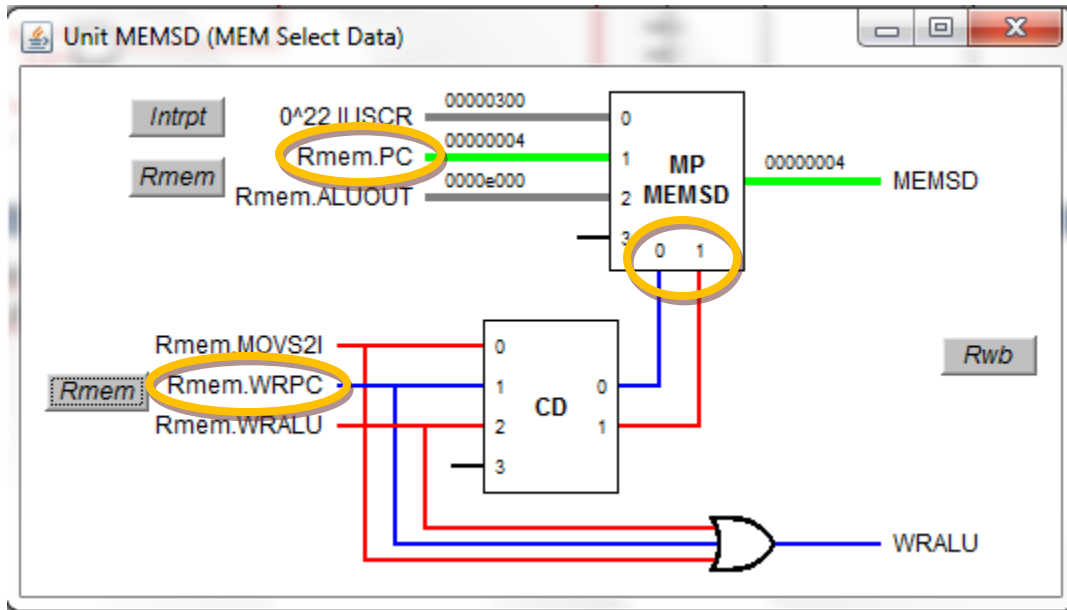 Unit MEMSD (MEM Select Data)
Intrpt
0^22.IUISCR
00000300
0
Rmem.PC
00000004
1
MP
MEMSD
00000004
MEMSD
Rmem
Rmem.ALUOUT
0000e000
2
3
0 1
Rmem.MOVS2I
0
Rwb
Rmem
Rmem.WRPC
1
0
CD
Rmem.WRALU
2
1
3
WRALU